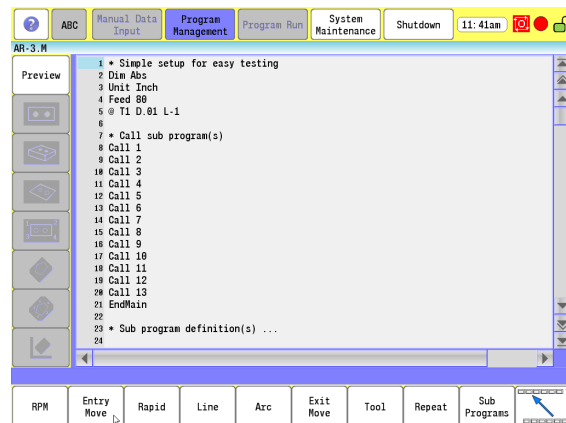 ?
ABC
Manual Data Input
Program Management
Program Run
System Maintenance
Shutdown
11:41am
AR-3.M
Preview
1 * Simple setup for easy testing
2 Dim Abs
3 Unit Inch
4 Feed 80
5 @ T1 D.01 L-1
6
7 * Call sub program(s)
8 Call 1
9 Call 2
10 Call 3
11 Call 4
12 Call 5
13 Call 6
14 Call 7
15 Call 8
16 Call 9
17 Call 10
18 Call 11
19 Call 12
20 Call 13
21 EndMain
22
23 * Sub program definition(s) ...
24
RPM
Entry Move
Rapid
Line
Arc
Exit Move
Tool
Repeat
Sub Programs